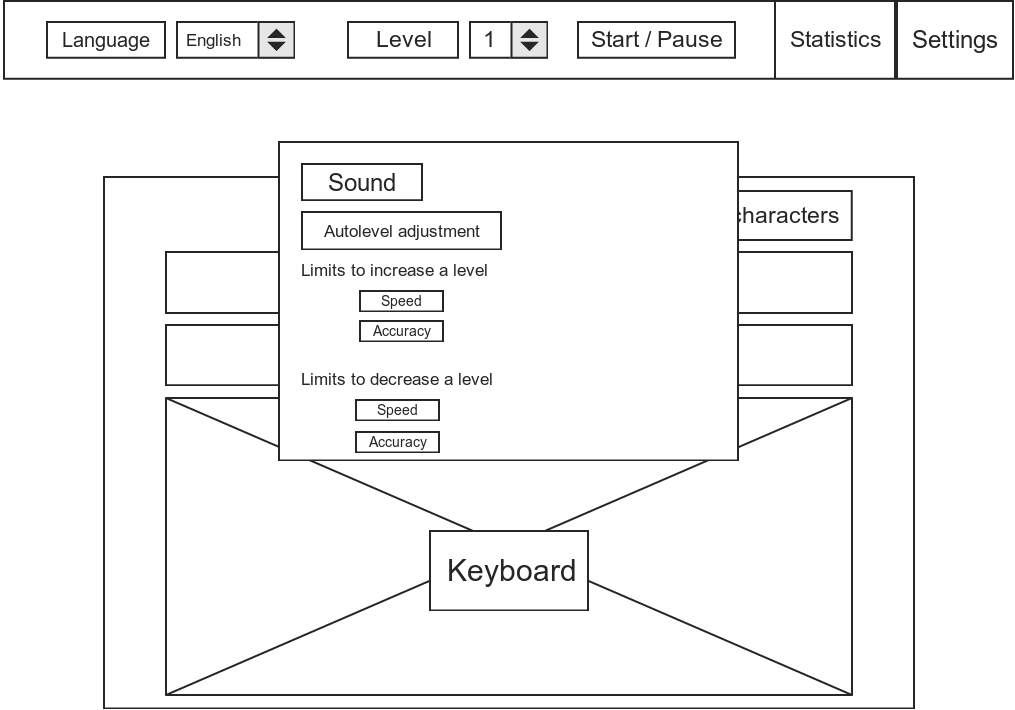 Language English Level 1 Start / Pause Statistics Settings
Sound
characters
Autolevel adjustment
Limits to increase a level
Speed
Accuracy
Limits to decrease a level
Speed
Accuracy
Keyboard